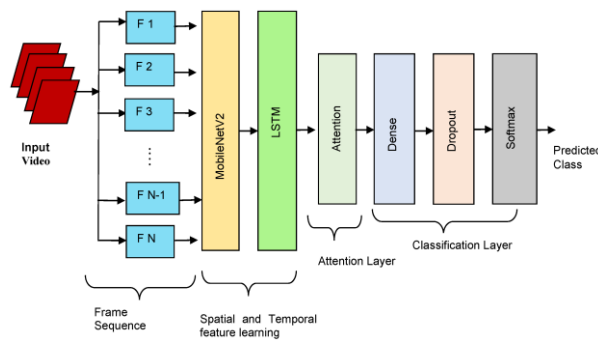 F 1
F 2
F 3
F N-1
F N
Input
Video
MobileNetV2
LSTM
Attention
Dense
Dropout
Softmax
Predicted
Class
Attention Layer
Classification Layer
Frame
Sequence
Spatial and Temporal
feature learning